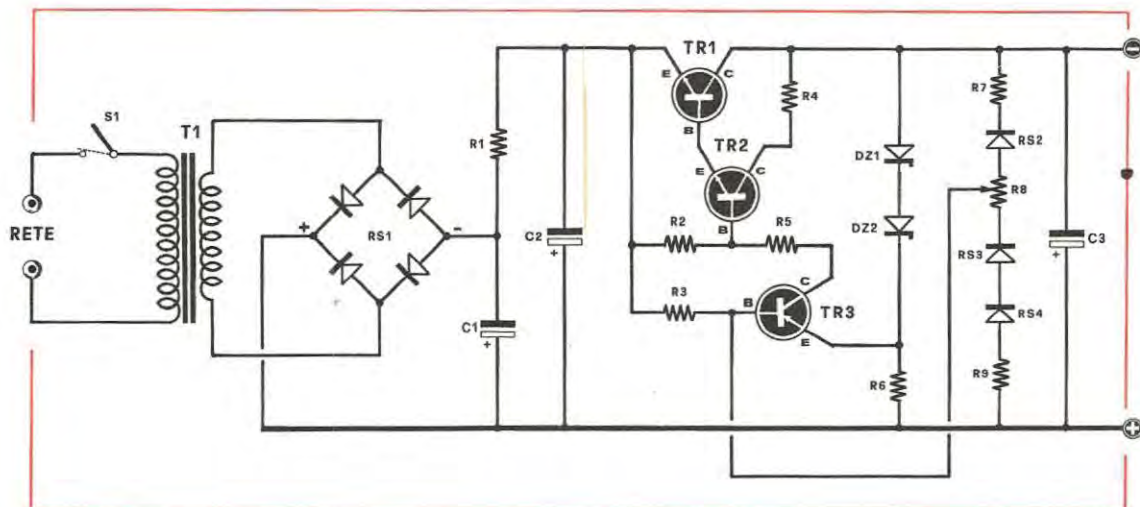 S1
T1
RETE
+
RS1
-
R1
C1
+
C2
+
TR1
E
C
B
R4
TR2
E
C
B
R2
R5
R3
B
C
TR3
E
DZ1
DZ2
R6
R7
RS2
R8
RS3
RS4
R9
C3
+
-
+